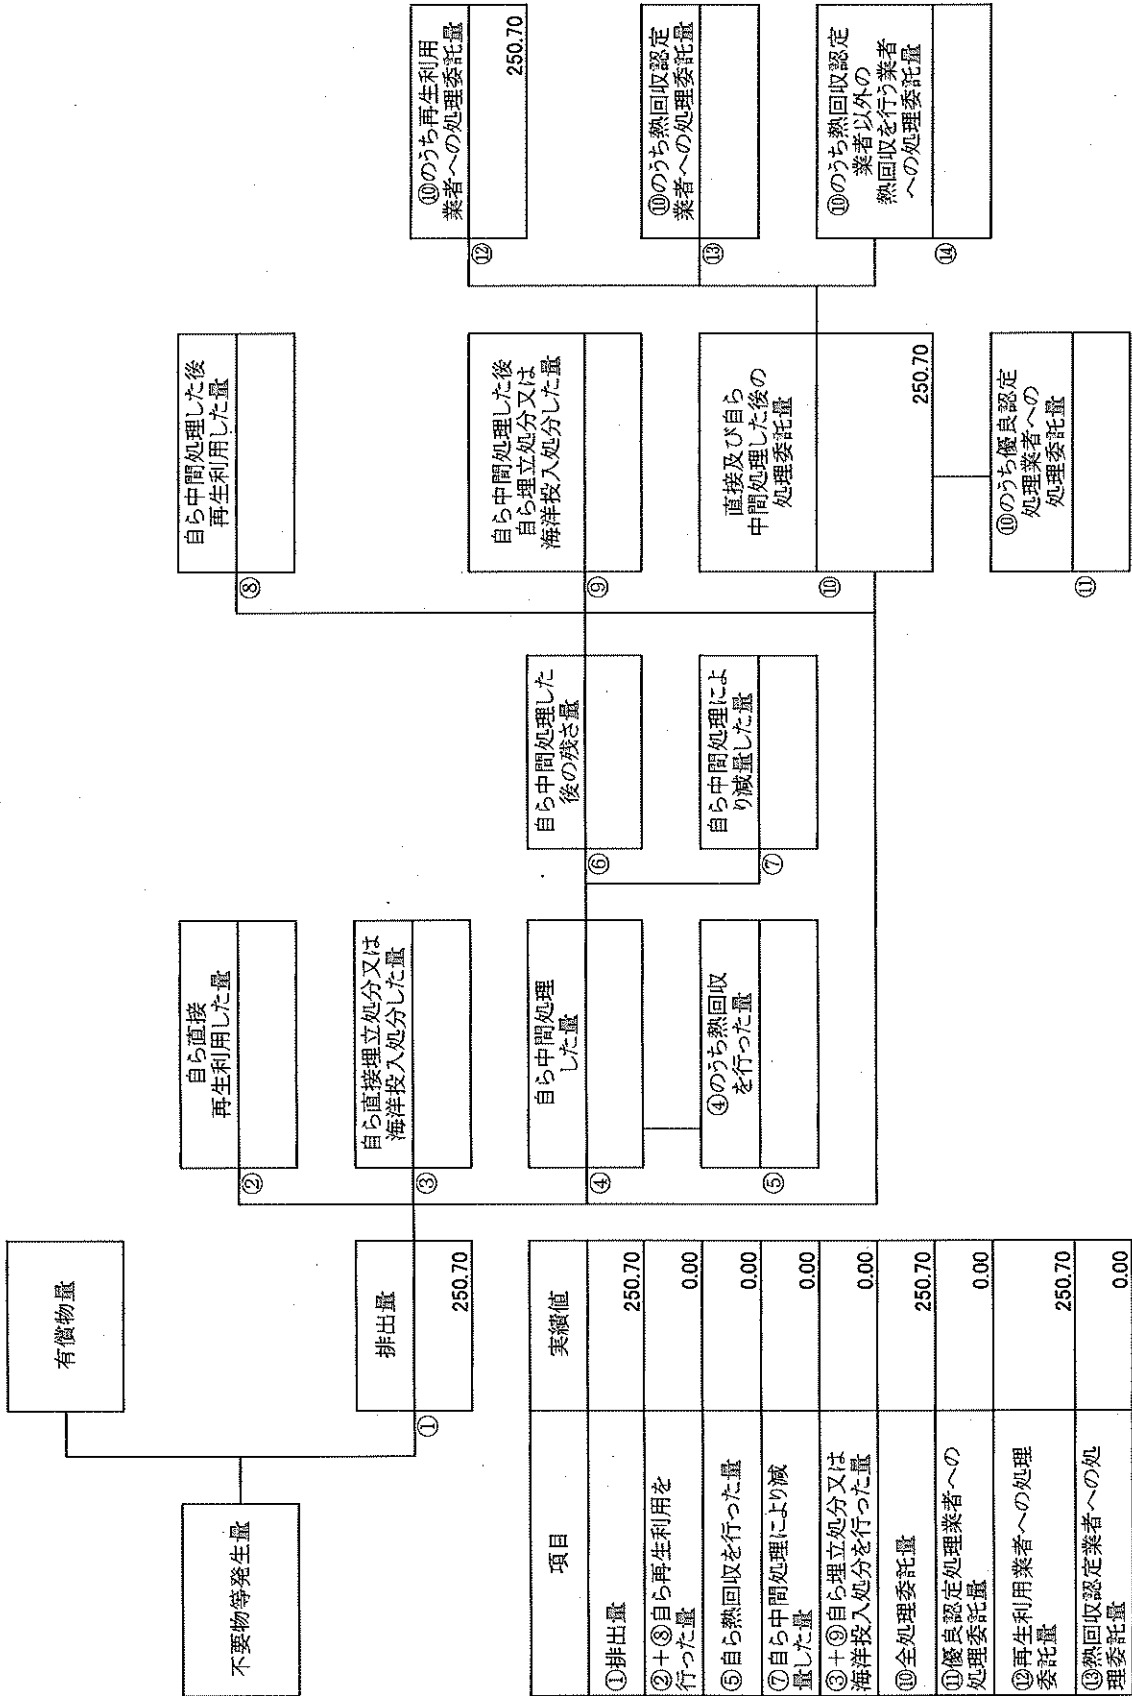 不要物等発生量
有償物量
排出量
①
250.70
自ら直接
再生利用した量
②
自ら直接埋立処分又は
海洋投入処分した量
③
自ら中間処理
した量
④
④のうち熱回収
を行った量
⑤
自ら中間処理した
後の残さ量
⑥
自ら中間処理によ
り減量した量
⑦
自ら中間処理した後
再生利用した量
⑧
自ら中間処理した後
自ら埋立処分又は
海洋投入処分した量
⑨
直接及び自ら
中間処理した後の
処理委託量
⑩
250.70
⑩のうち優良認定
処理業者への
処理委託量
⑪
⑩のうち再生利用
業者への処理委託量
⑫
250.70
⑩のうち熱回収認定
業者への処理委託量
⑬
⑩のうち熱回収認定
業者以外の
熱回収を行う業者
への処理委託量
⑭
項目 実績値
①排出量 250.70
②+⑧自ら再生利用を
行った量 0.00
⑤自ら熱回収を行った量 0.00
⑦自ら中間処理により減
量した量 0.00
③+⑨自ら埋立処分又は
海洋投入処分を行った量 0.00
⑩全処理委託量 250.70
⑪優良認定処理業者への
処理委託量 0.00
⑫再生利用業者への処理
委託量 250.70
⑬熱回収認定業者への処
理委託量 0.00